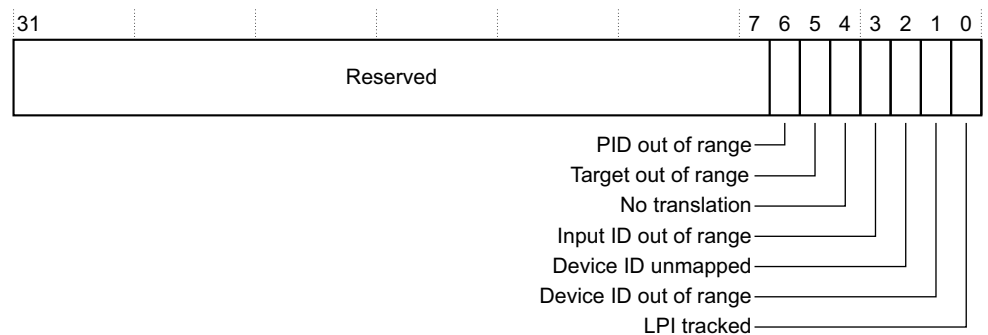 31 7 6 5 4 3 2 1 0
Reserved
PID out of range
Target out of range
No translation
Input ID out of range
Device ID unmapped
Device ID out of range
LPI tracked